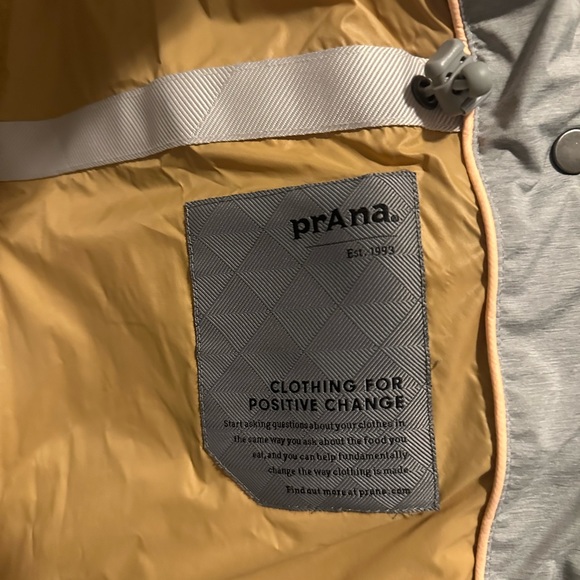 prAna®
Est. 1993
CLOTHING FOR
POSITIVE CHANGE
Start asking questions about your clothes in
the same way you ask about the food you
eat, and you can help fundamentally
change the way clothing is made.
Find out more at prana.com